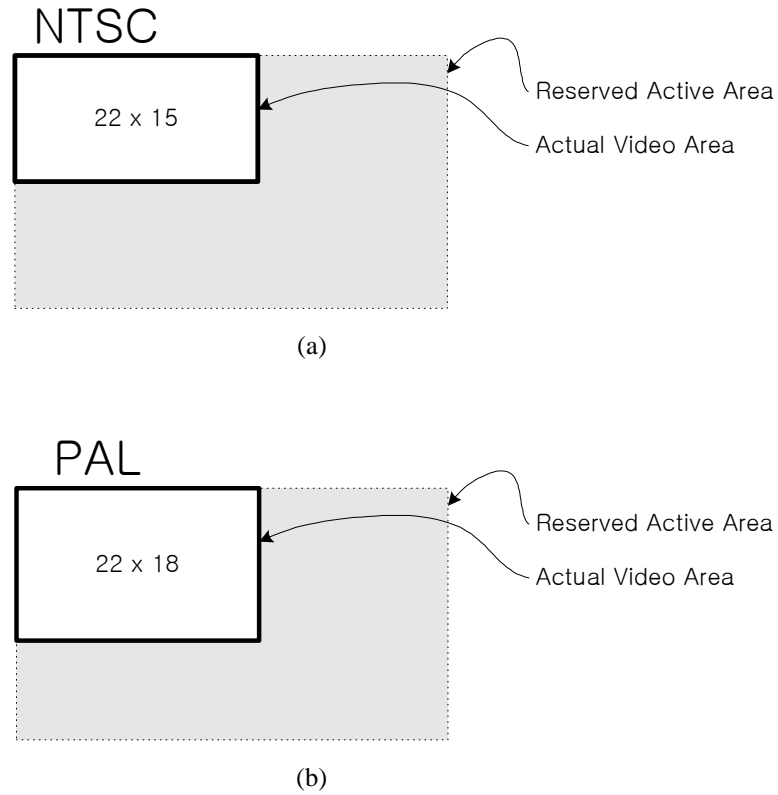 NTSC
22 x 15
Reserved Active Area
Actual Video Area
(a)
PAL
22 x 18
Reserved Active Area
Actual Video Area
(b)